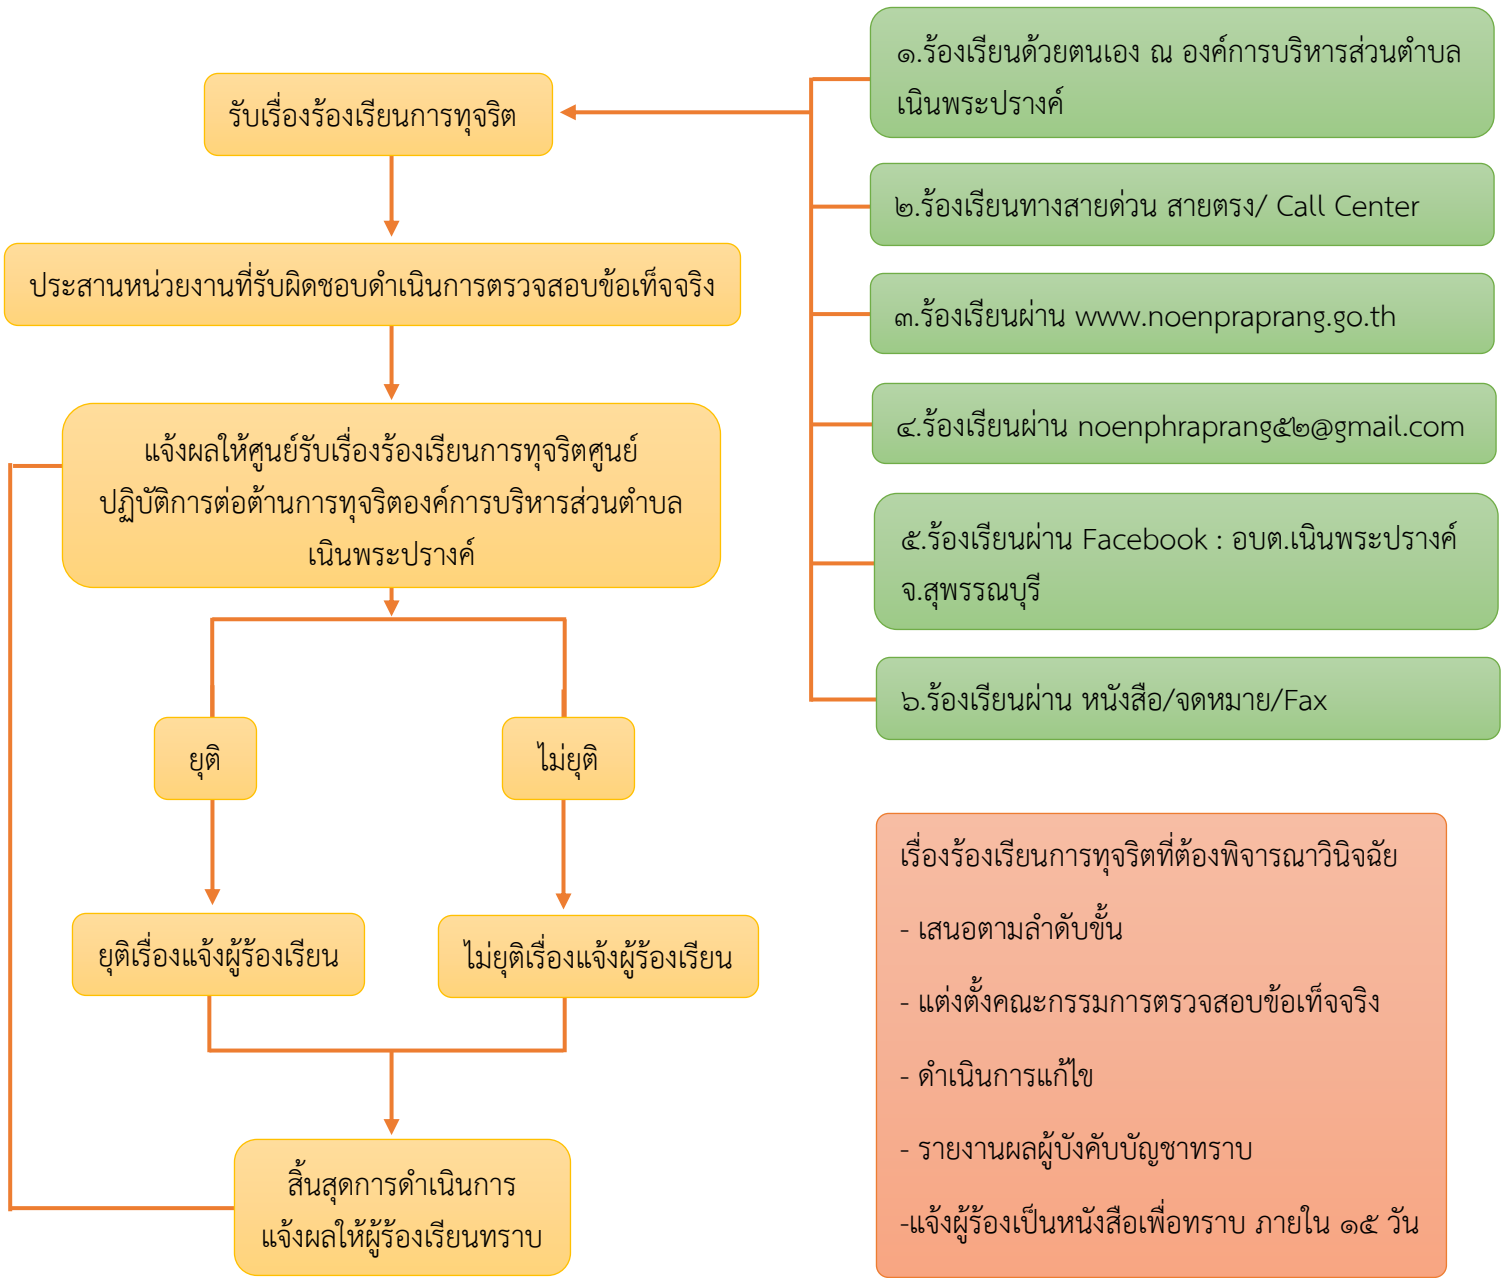 รับเรื่องร้องเรียนการทุจริต
ประสานหน่วยงานที่รับผิดชอบดำเนินการตรวจสอบข้อเท็จจริง
แจ้งผลให้ศูนย์รับเรื่องร้องเรียนการทุจริตศูนย์
ปฏิบัติการต่อต้านการทุจริตองค์การบริหารส่วนตำบล
เนินพระปรางค์
ยุติ
ไม่ยุติ
ยุติเรื่องแจ้งผู้ร้องเรียน
ไม่ยุติเรื่องแจ้งผู้ร้องเรียน
สิ้นสุดการดำเนินการ
แจ้งผลให้ผู้ร้องเรียนทราบ
๑.ร้องเรียนด้วยตนเอง ณ องค์การบริหารส่วนตำบล
เนินพระปรางค์
๒.ร้องเรียนทางสายด่วน สายตรง/ Call Center
๓.ร้องเรียนผ่าน www.noenpraprang.go.th
๔.ร้องเรียนผ่าน noenphraprang๕๒@gmail.com
๕.ร้องเรียนผ่าน Facebook : อบต.เนินพระปรางค์
จ.สุพรรณบุรี
๖.ร้องเรียนผ่าน หนังสือ/จดหมาย/Fax
เรื่องร้องเรียนการทุจริตที่ต้องพิจารณาวินิจฉัย
- เสนอตามลำดับขั้น
- แต่งตั้งคณะกรรมการตรวจสอบข้อเท็จจริง
- ดำเนินการแก้ไข
- รายงานผลผู้บังคับบัญชาทราบ
-แจ้งผู้ร้องเป็นหนังสือเพื่อทราบ ภายใน ๑๕ วัน